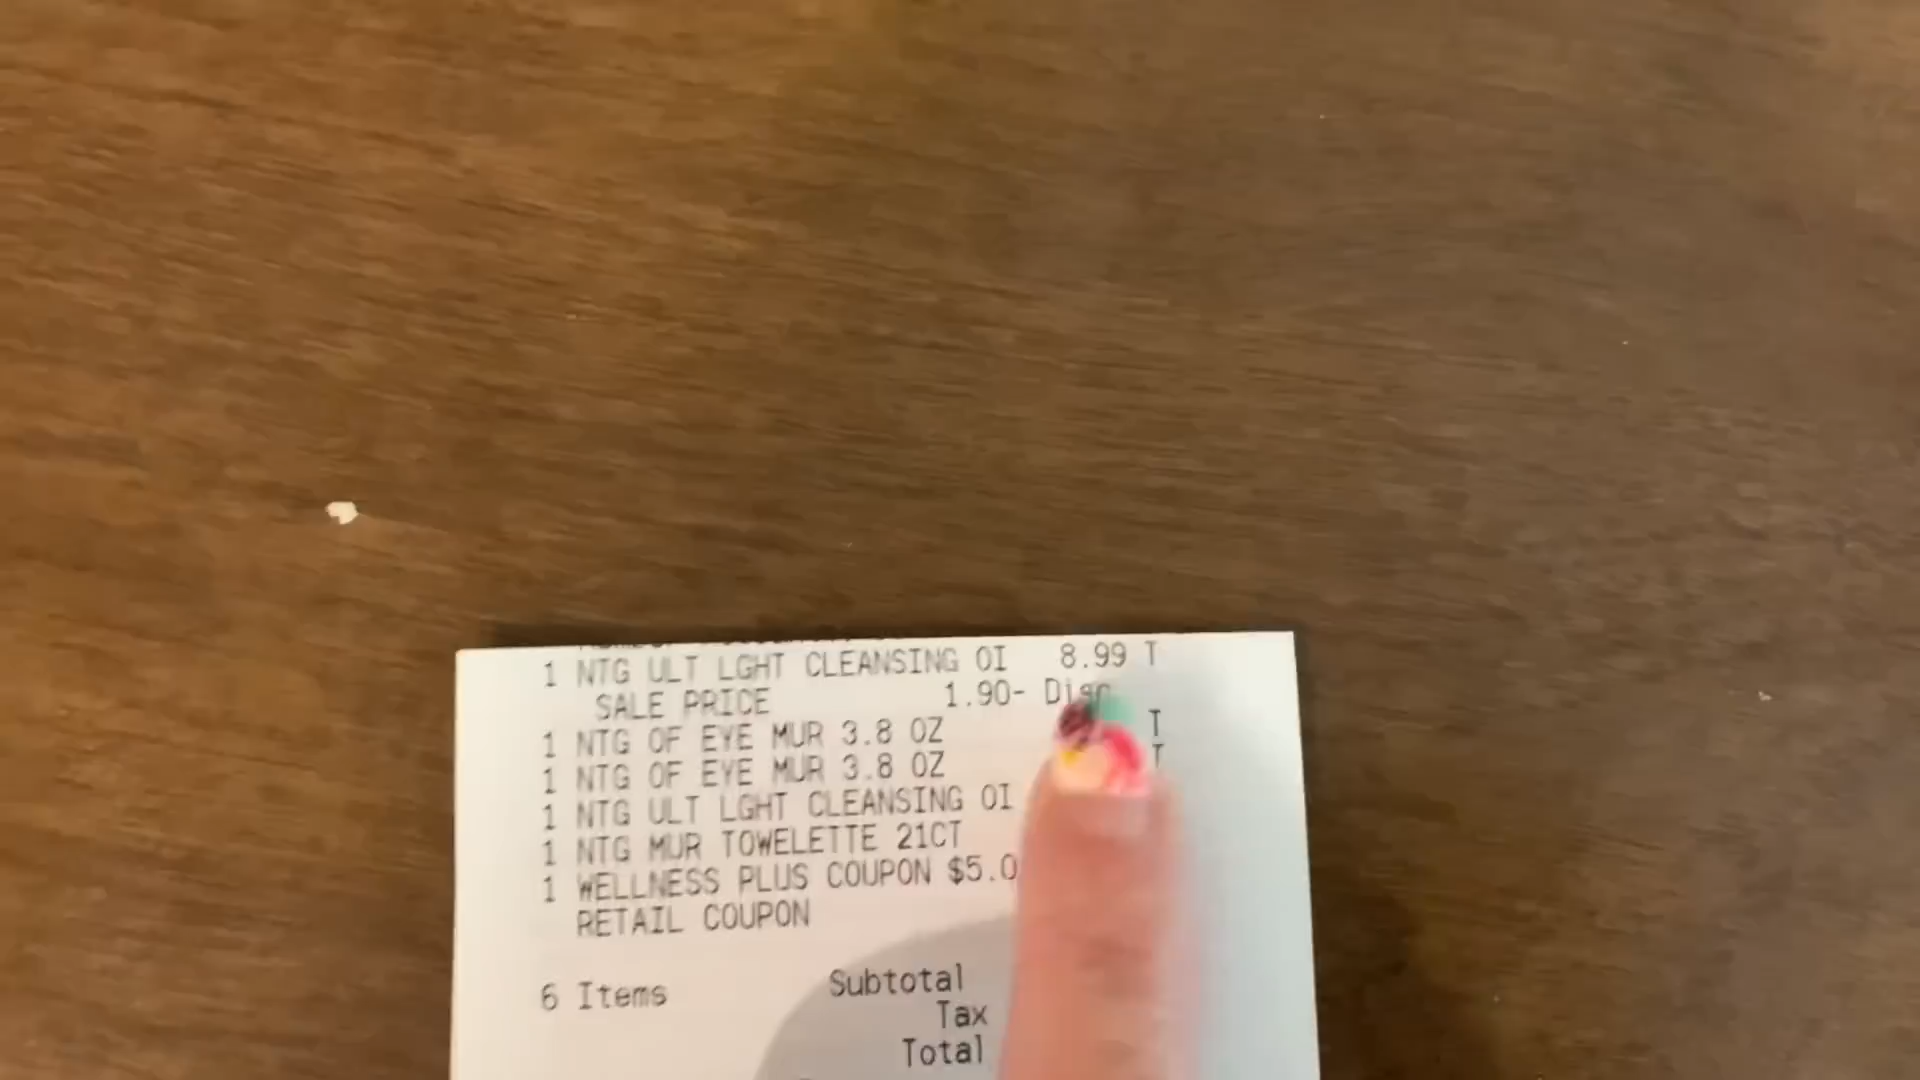 1 NTG ULT LGHT CLEANSING OI 8.99 T
SALE PRICE 1.90- Disc
1 NTG OF EYE MUR 3.8 OZ T
1 NTG OF EYE MUR 3.8 OZ T
1 NTG ULT LGHT CLEANSING OI
1 NTG MUR TOWELETTE 21CT
1 WELLNESS PLUS COUPON $5.0
RETAIL COUPON
6 Items Subtotal
Tax
Total